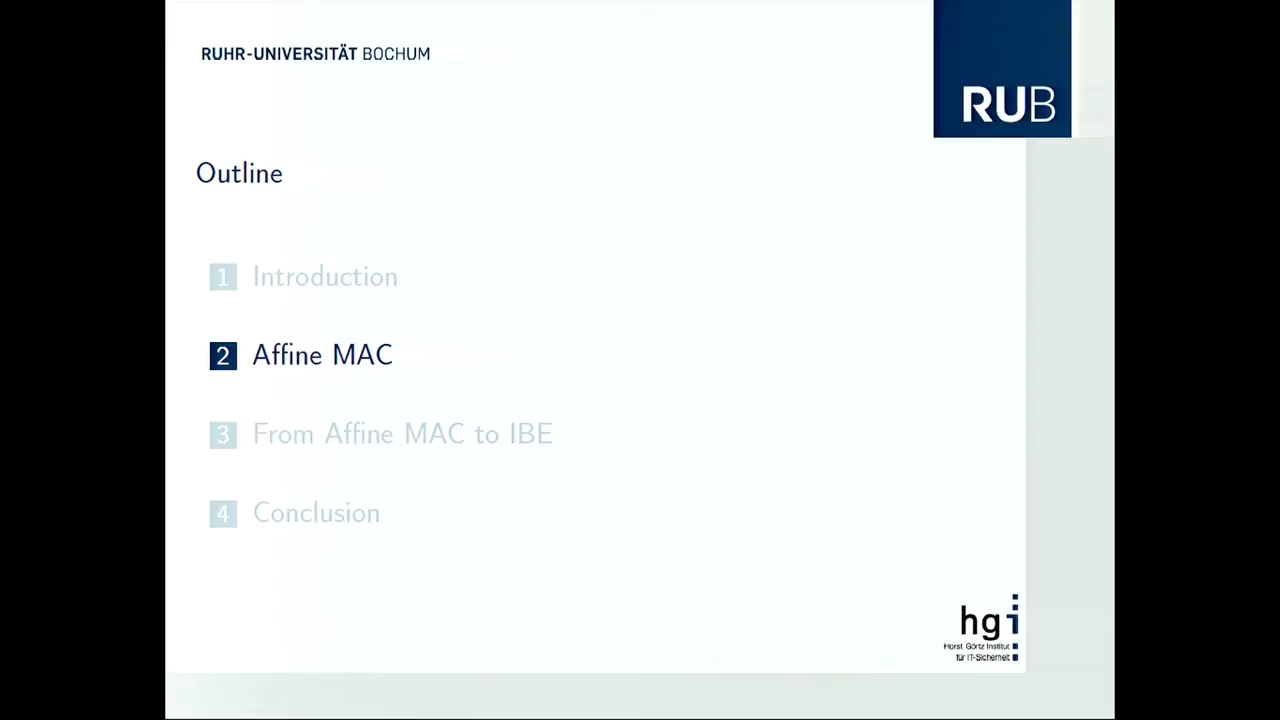 RUHR-UNIVERSITÄT BOCHUM
RUB
Outline
1 Introduction
2 Affine MAC
3 From Affine MAC to IBE
4 Conclusion
hgi
Horst Görtz Institut
für IT-Sicherheit